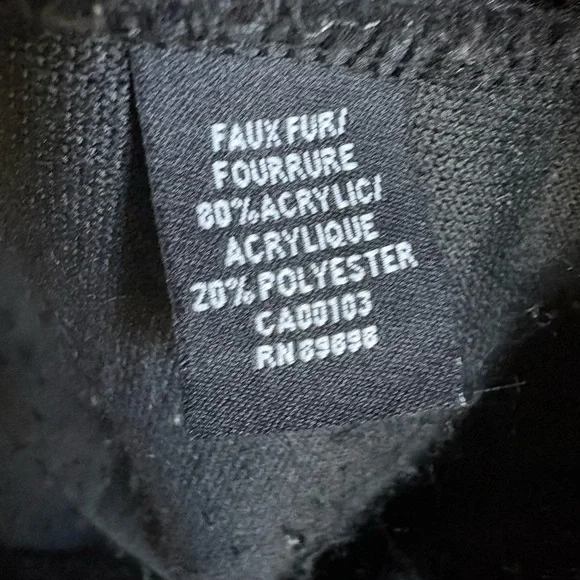 FAUX FUR/
FOURRURE
80% ACRYLIC/
ACRYLIQUE
20% POLYESTER
CA00103
RN 89898